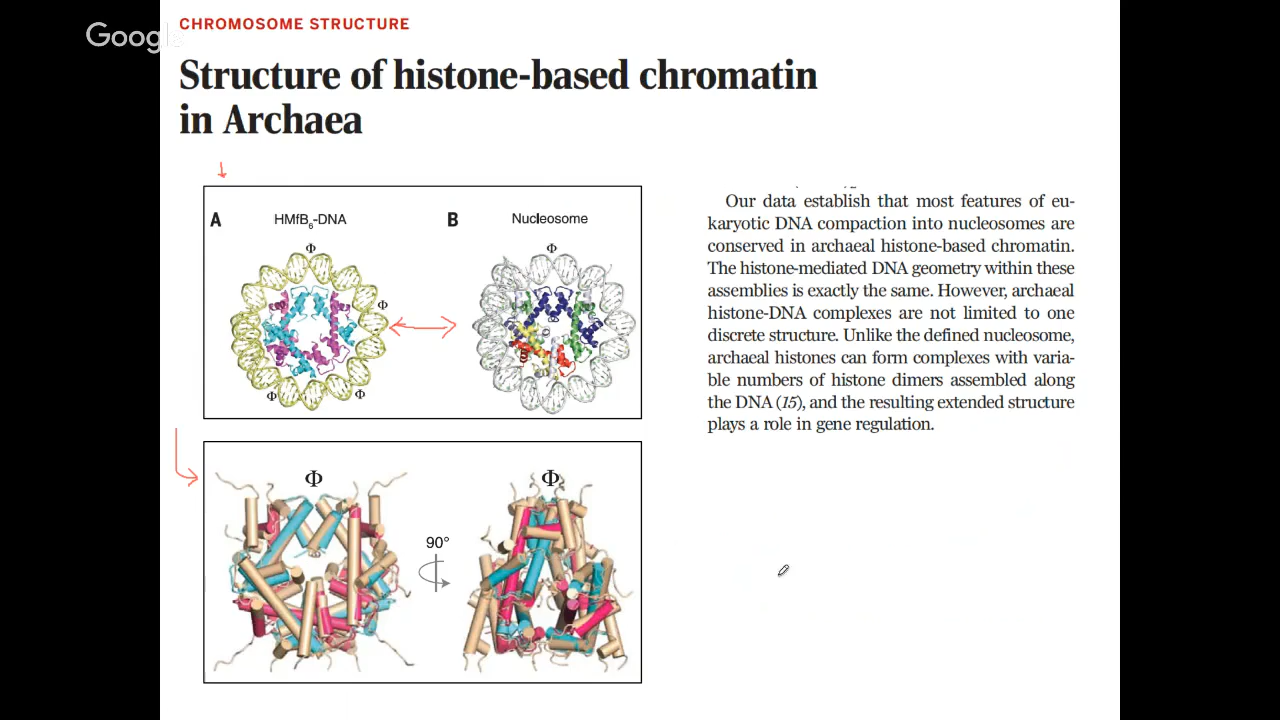 CHROMOSOME STRUCTURE
Google
Structure of histone-based chromatin
in Archaea
A HMfB6-DNA B Nucleosome
Φ Φ
Φ
Φ Φ
Φ Φ
90°
Our data establish that most features of eu-
karyotic DNA compaction into nucleosomes are
conserved in archaeal histone-based chromatin.
The histone-mediated DNA geometry within these
assemblies is exactly the same. However, archaeal
histone-DNA complexes are not limited to one
discrete structure. Unlike the defined nucleosome,
archaeal histones can form complexes with varia-
ble numbers of histone dimers assembled along
the DNA (15), and the resulting extended structure
plays a role in gene regulation.